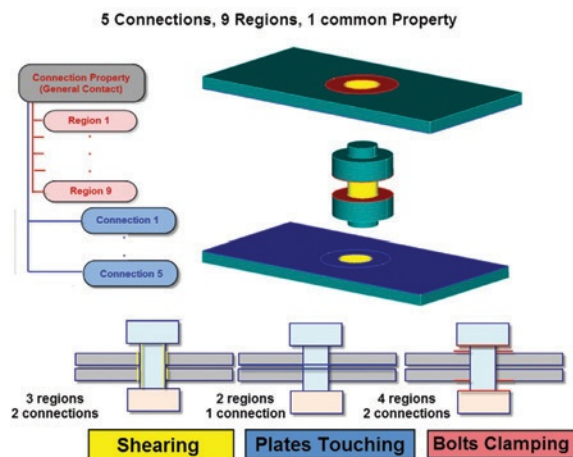 5 Connections, 9 Regions, 1 common Property
Connection Property
(General Contact)
Region 1
Region 9
Connection 1
Connection 5
3 regions
2 connections
2 regions
1 connection
4 regions
2 connections
Shearing
Plates Touching
Bolts Clamping